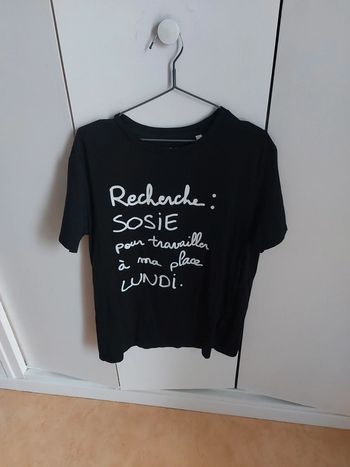 Recherche :
SOSIE
pour travailler
à ma place
LUNDi.